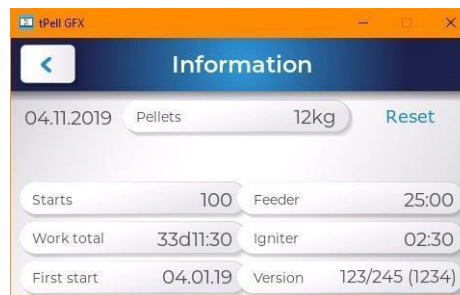 tPell GFX
Information
04.11.2019 Pellets 12kg Reset
Starts 100 Feeder 25:00
Work total 33d11:30 Igniter 02:30
First start 04.01.19 Version 123/245 (1234)